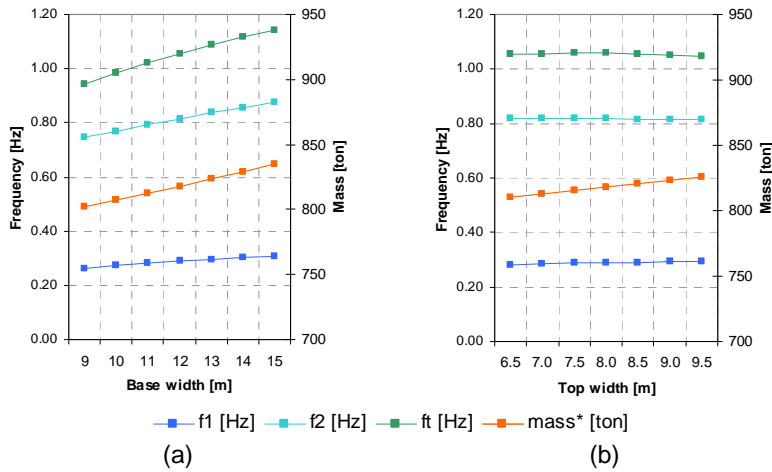 1.20
1.00
0.80
0.60
0.40
0.20
0.00
Frequency [Hz]
950
900
850
800
750
700
Mass [ton]
9 10 11 12 13 14 15
Base width [m]
1.20
1.00
0.80
0.60
0.40
0.20
0.00
Frequency [Hz]
950
900
850
800
750
700
Mass [ton]
6.5 7.0 7.5 8.0 8.5 9.0 9.5
Top width [m]
f1 [Hz] f2 [Hz] ft [Hz] mass* [ton]
(a) (b)